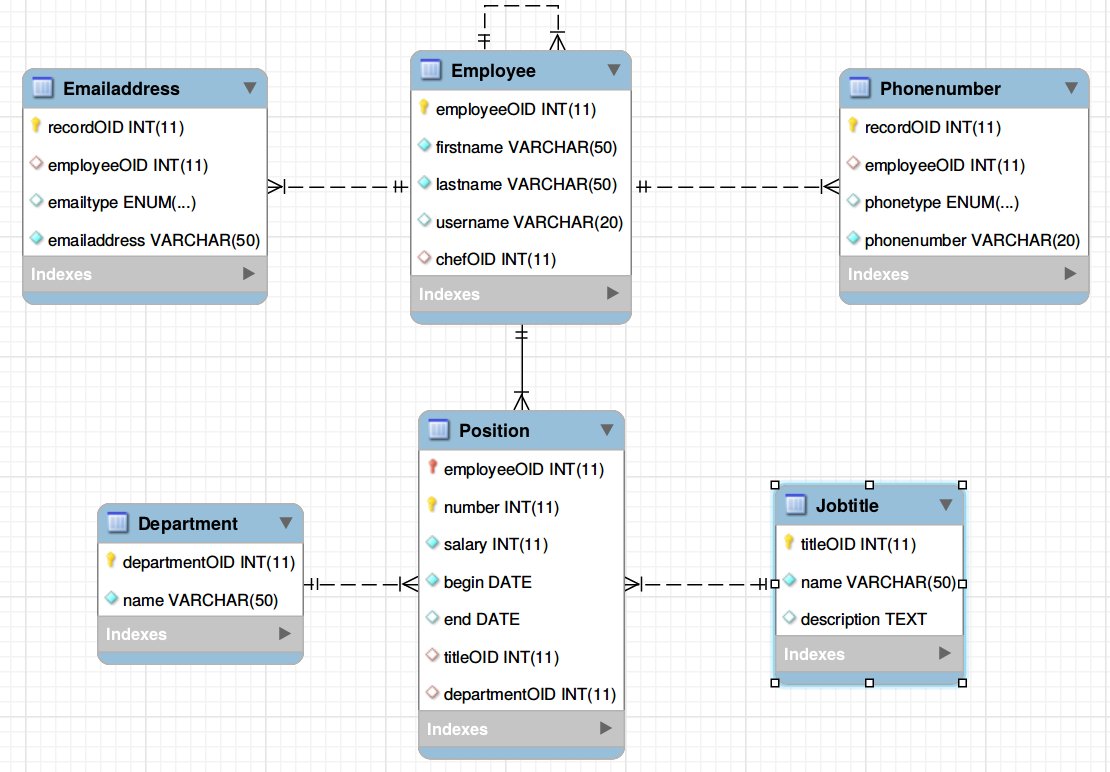 Emailaddress
recordOID INT(11)
employeeOID INT(11)
emailtype ENUM(...)
emailaddress VARCHAR(50)
Indexes
Employee
employeeOID INT(11)
firstname VARCHAR(50)
lastname VARCHAR(50)
username VARCHAR(20)
chefOID INT(11)
Indexes
Phonenumber
recordOID INT(11)
employeeOID INT(11)
phonetype ENUM(...)
phonenumber VARCHAR(20)
Indexes
Department
departmentOID INT(11)
name VARCHAR(50)
Indexes
Position
employeeOID INT(11)
number INT(11)
salary INT(11)
begin DATE
end DATE
titleOID INT(11)
departmentOID INT(11)
Indexes
Jobtitle
titleOID INT(11)
name VARCHAR(50)
description TEXT
Indexes